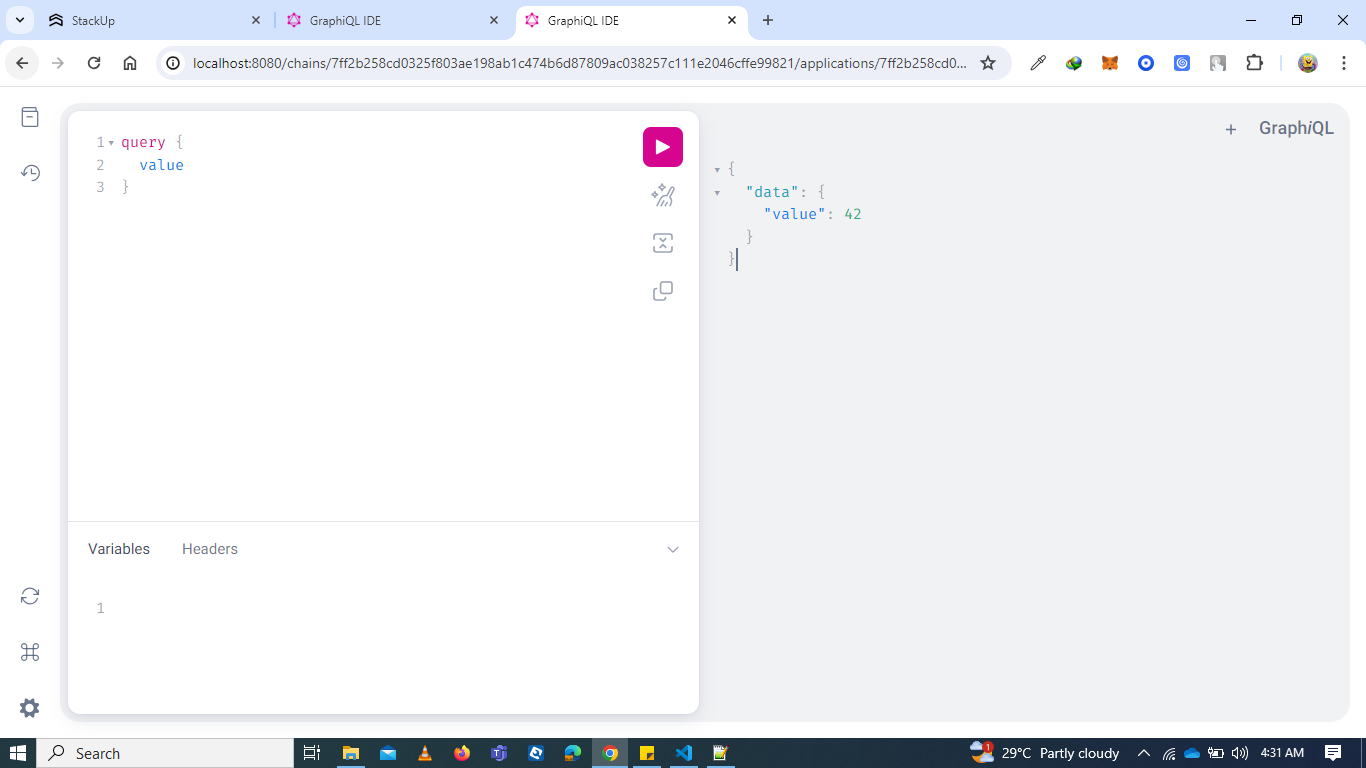 StackUp
GraphiQL IDE
GraphiQL IDE
localhost:8080/chains/7ff2b258cd0325f803ae198ab1c474b6d87809ac038257c111e2046cffe99821/applications/7ff2b258cd0...
GraphiQL
1 query {
2 value
3 }
{
"data": {
"value": 42
}
}
Variables Headers
1
Search
1
29°C Partly cloudy
4:31 AM